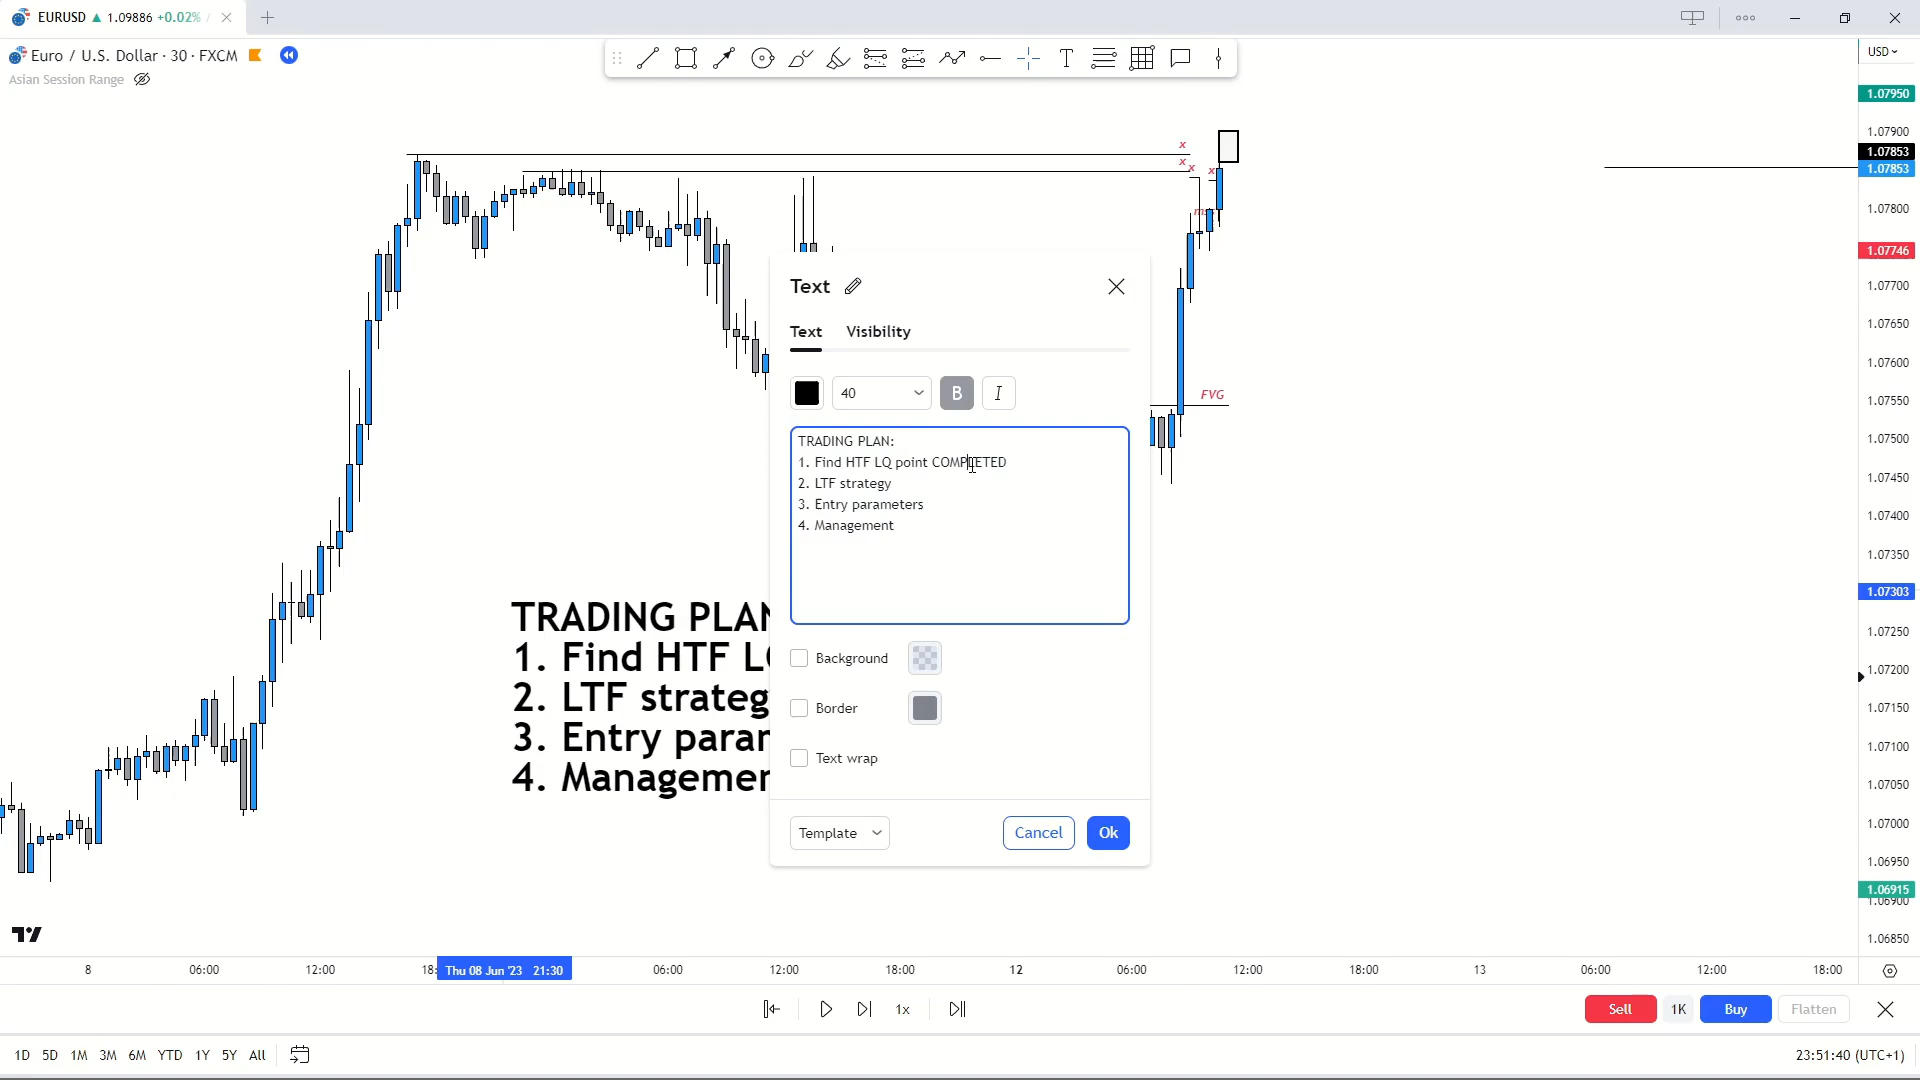 EURUSD ▲ 1.09886 +0.02% /
Euro / U.S. Dollar · 30 · FXCM
Asian Session Range
USD
1.07950
1.07900
1.07853
1.07853
1.07800
1.07746
1.07700
1.07650
1.07600
1.07550
1.07500
1.07450
1.07400
1.07350
1.07303
1.07250
1.07200
1.07150
1.07100
1.07050
1.07000
1.06950
1.06915
1.06900
1.06850
x
x
x
x
FVG
Text
Text Visibility
40 B I
TRADING PLAN:
1. Find HTF LQ point COMPLETED
2. LTF strategy
3. Entry parameters
4. Management
Background
Border
Text wrap
Template Cancel Ok
TRADING PLAN
1. Find HTF LQ
2. LTF strateg
3. Entry paran
4. Managemen
8 06:00 12:00 18: Thu 08 Jun '23 21:30 06:00 12:00 18:00 12 06:00 12:00 18:00 13 06:00 12:00 18:00
1x
Sell 1K Buy Flatten
1D 5D 1M 3M 6M YTD 1Y 5Y All
23:51:40 (UTC+1)